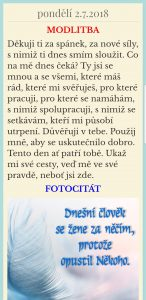 pondělí 2.7.2018
MODLITBA
Děkuji ti za spánek, za nové síly,
s nimiž ti dnes smím sloužit. Co
na mě dnes čeká? Ty jsi se
mnou a se všemi, které máš
rád, které mi svěřuješ, pro které
pracuji, pro které se namáhám,
s nimiž spolupracuji, s nimiž se
setkávám, kteří mi působí
utrpení. Důvěřuji v tebe. Použij
mně, aby se uskutečnilo dobro.
Tento den ať patří tobě. Ukaž
mi své cesty, veď mě ve své
pravdě, neboť jsi zde.
FOTOCITÁT
Dnešní člověk
se žene za něčím,
protože
opustil Někoho.